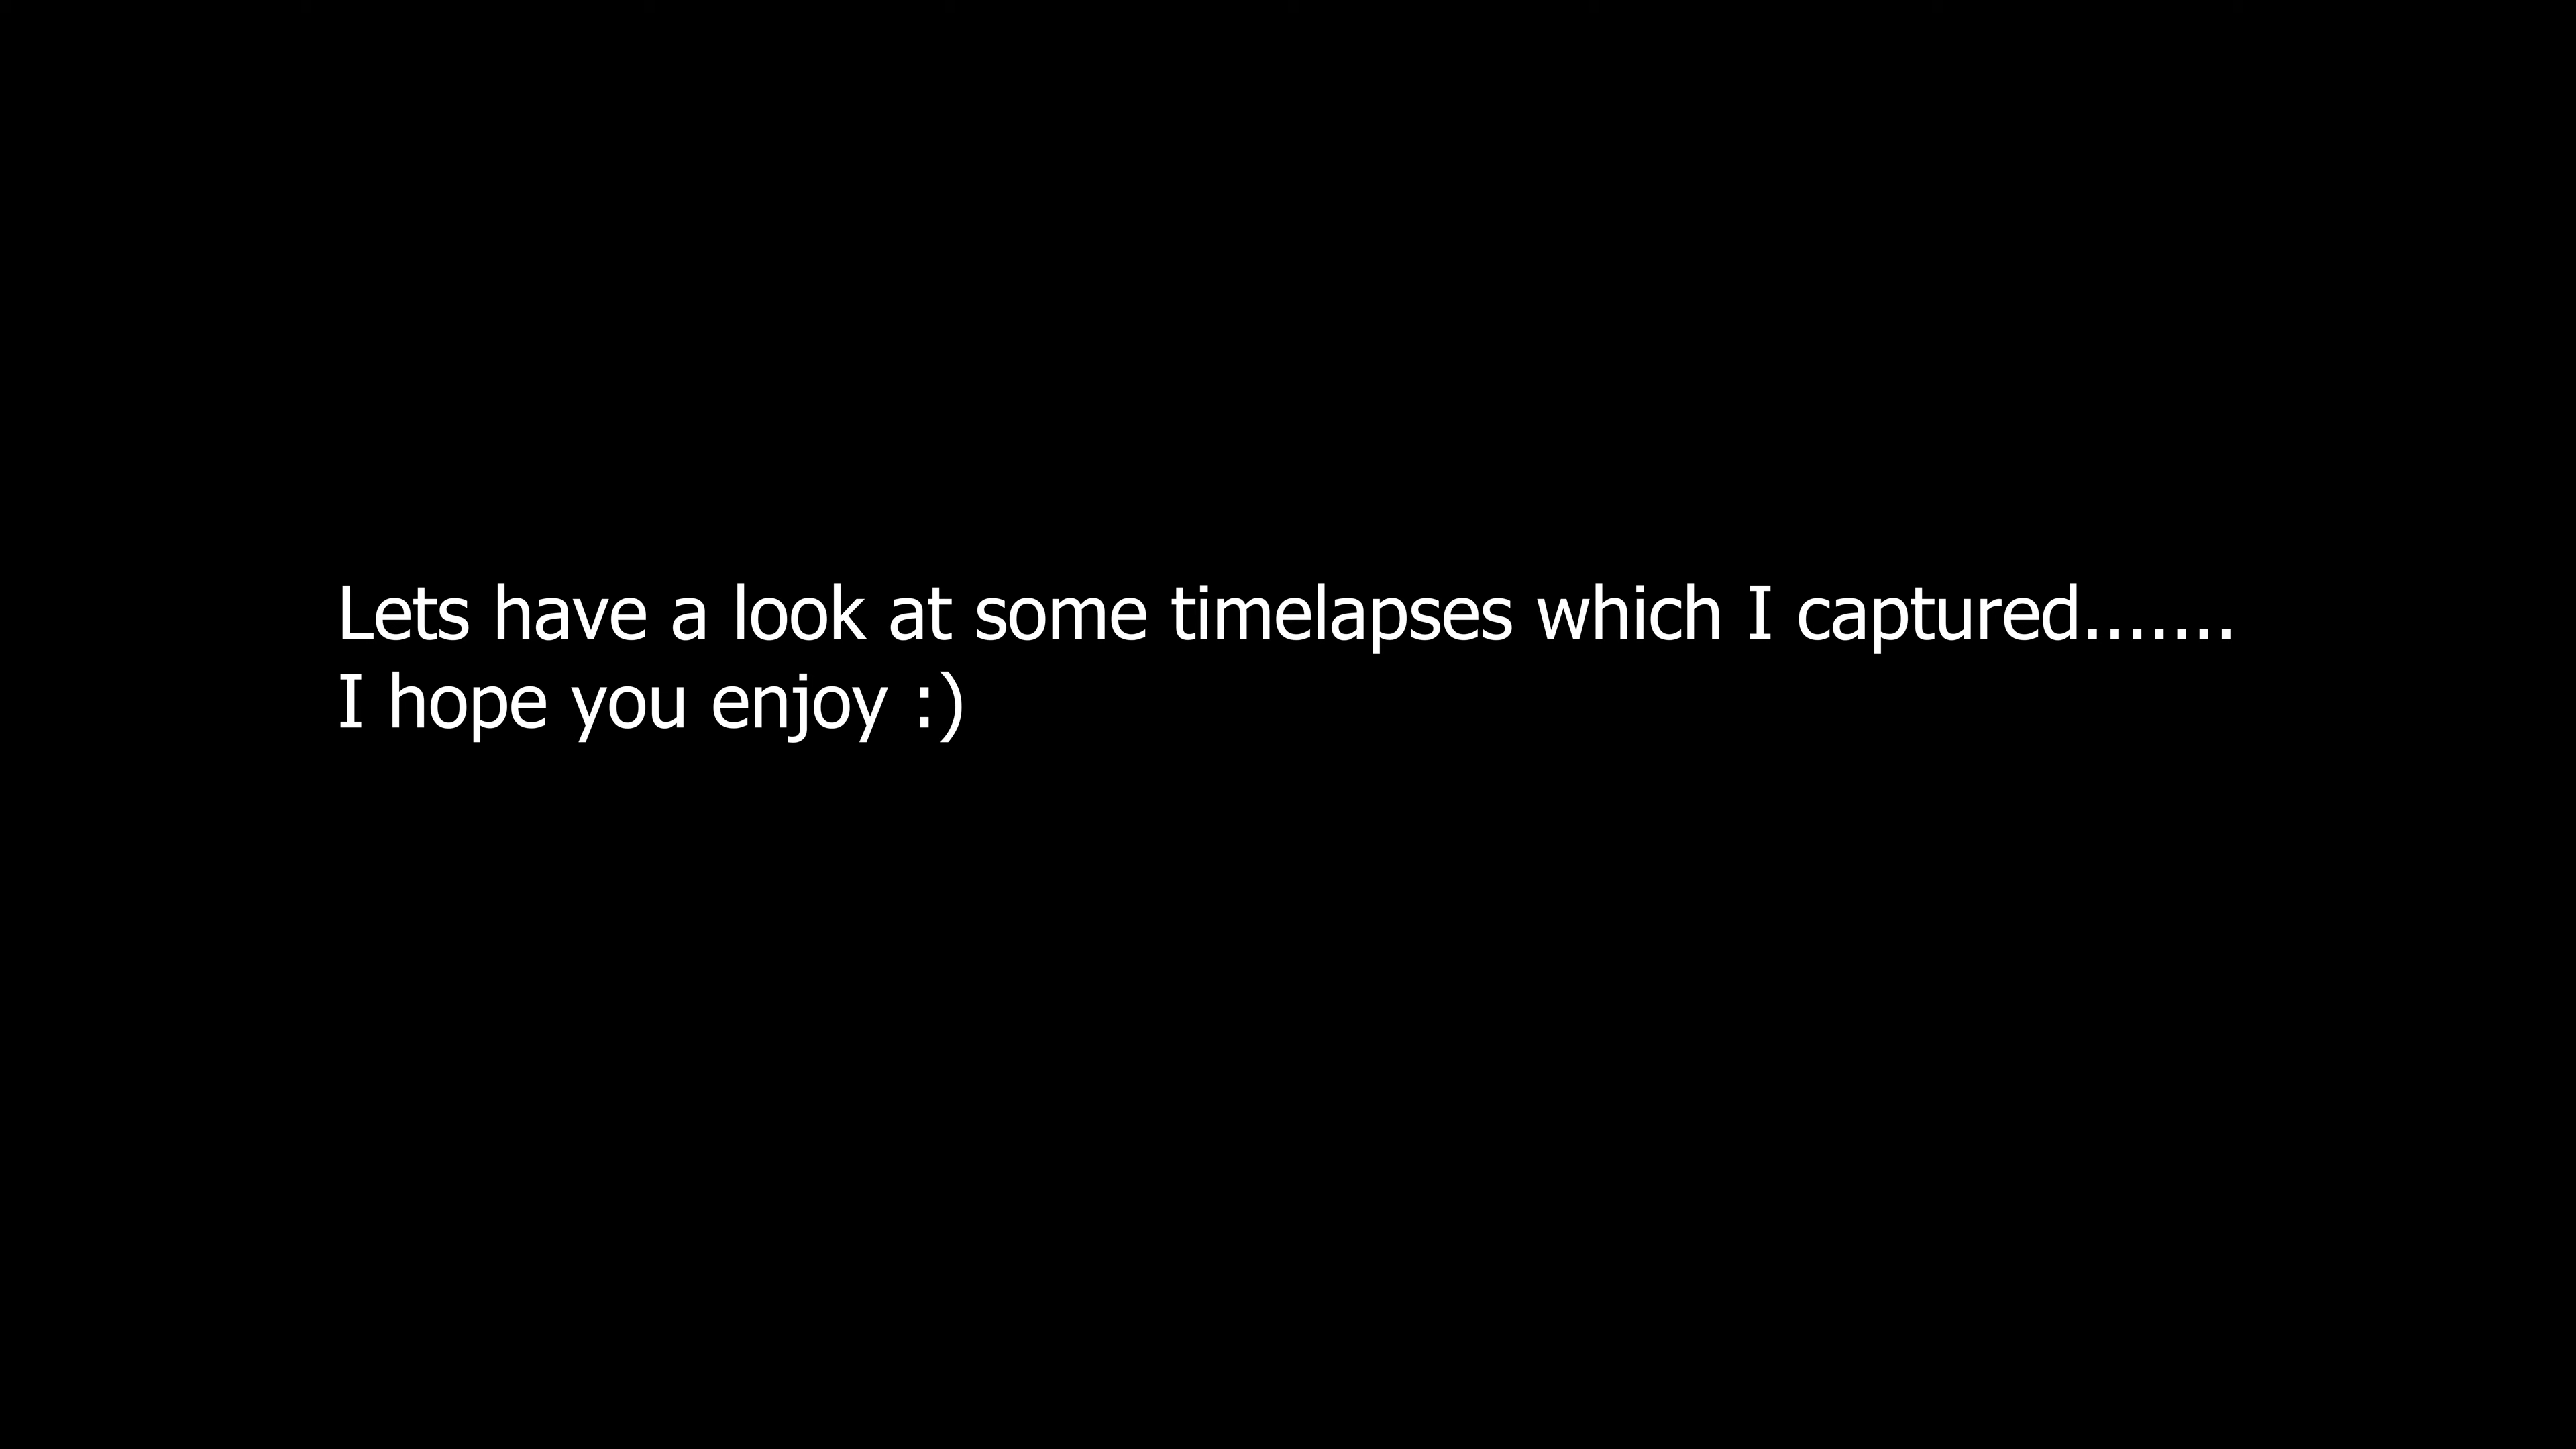 Lets have a look at some timelapses which I captured.......
I hope you enjoy :)